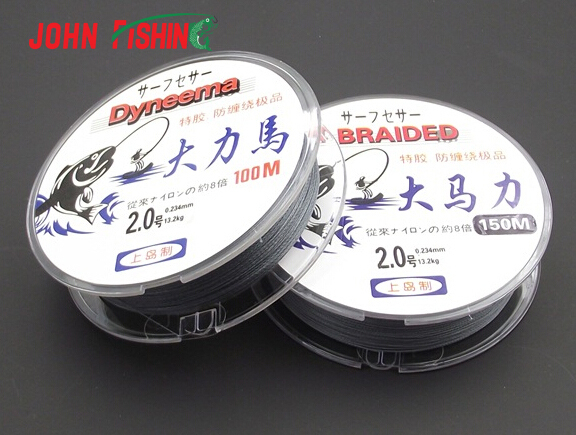 JOHN FISHING
サーフセサー
Dyneema
特胶 防缠绕极品
大力馬
100M
従來ナイロンの約8倍
2.0号
0.234mm
13.2kg
上岛制
サーフセサー
BRAIDED
特胶 防缠绕极品
大马力
従來ナイロンの約8倍
150M
2.0号
0.234mm
13.2kg
上岛制